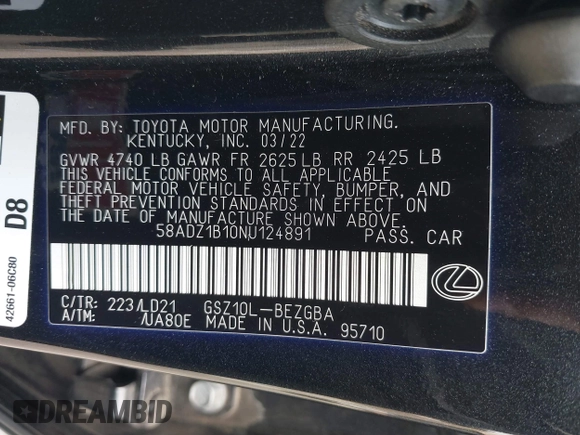 MFD. BY: TOYOTA MOTOR MANUFACTURING,
KENTUCKY, INC. 03/22
GVWR 4740 LB GAWR FR 2625 LB RR 2425 LB
THIS VEHICLE CONFORMS TO ALL APPLICABLE
FEDERAL MOTOR VEHICLE SAFETY, BUMPER, AND
THEFT PREVENTION STANDARDS IN EFFECT ON
THE DATE OF MANUFACTURE SHOWN ABOVE.
58ADZ1B10NU124891 PASS. CAR
C/TR: 223/LD21 GSZ10L-BEZGBA
A/TM: /UA80E MADE IN U.S.A. 95710
D8
42661-06C80
DREAMBID